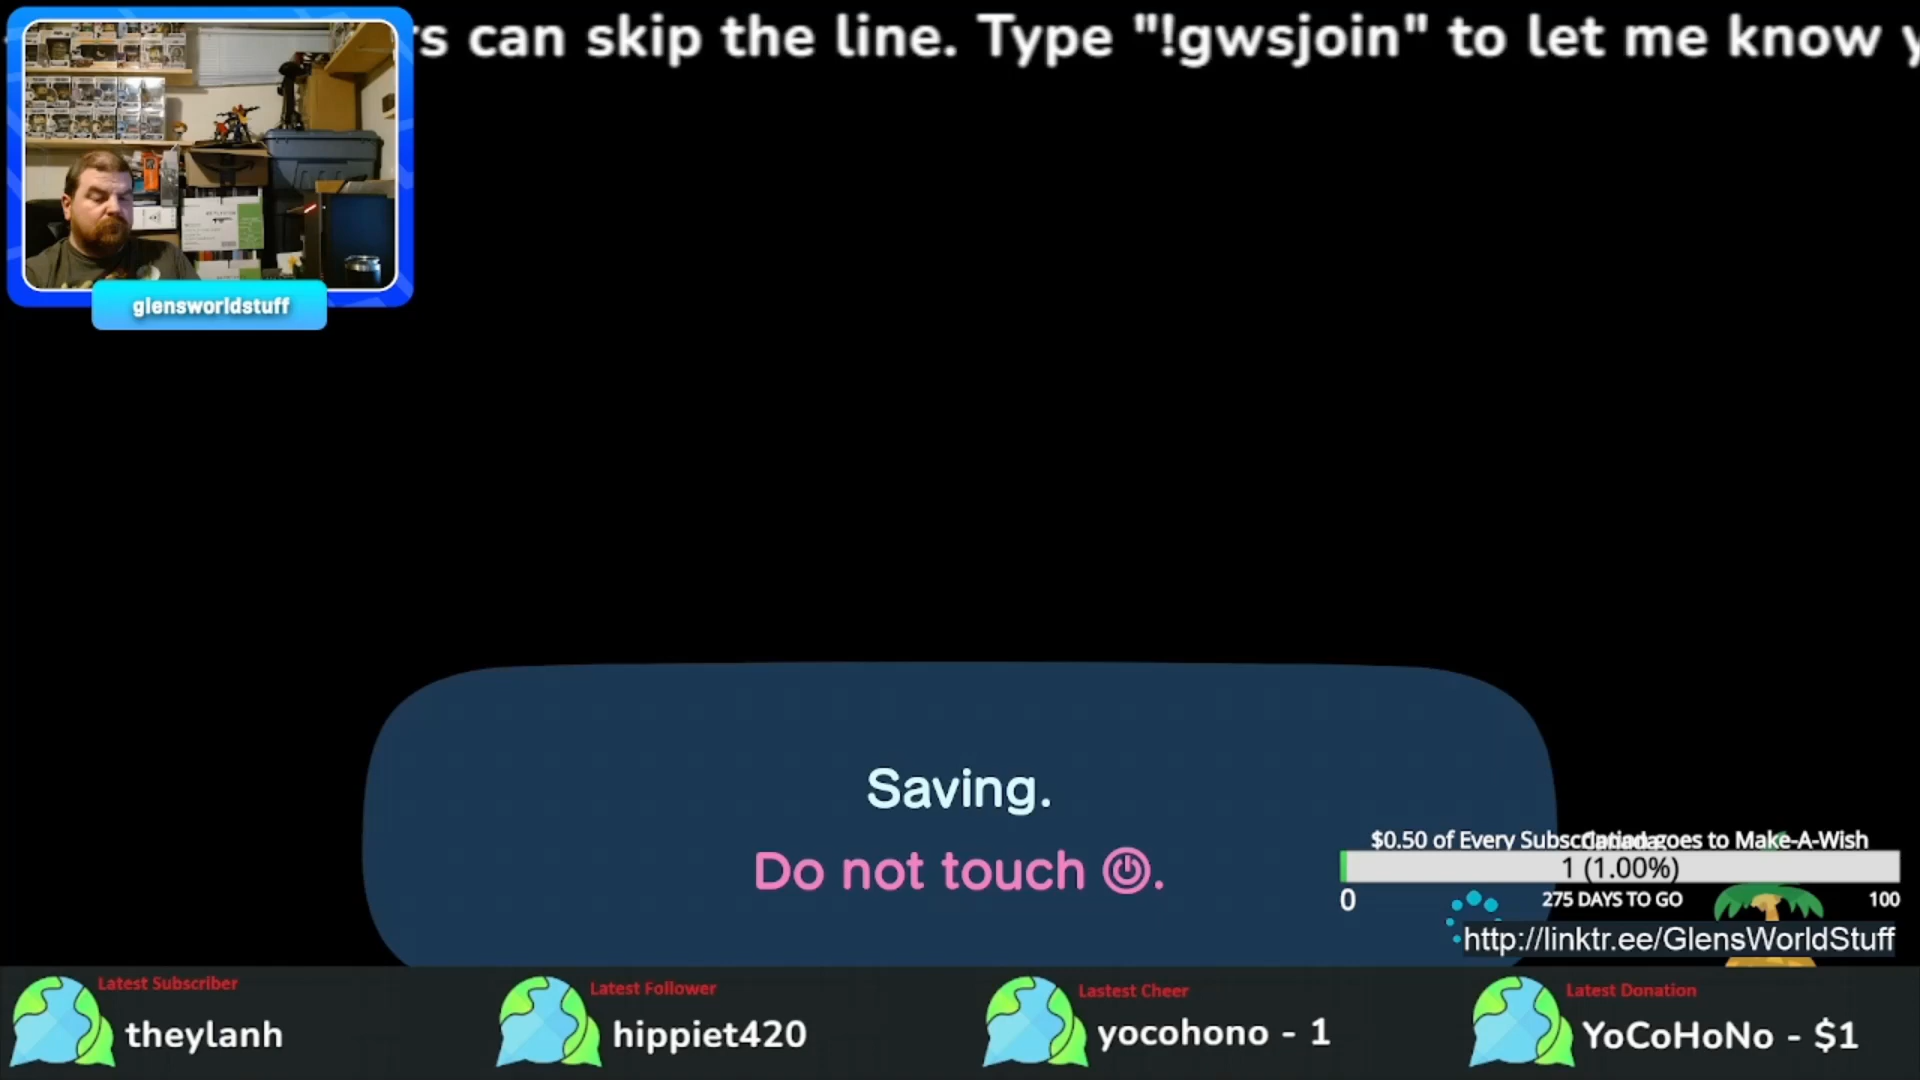 rs can skip the line. Type "!gwsjoin" to let me know y
glensworldstuff
Saving.
Do not touch ⏻.
$0.50 of Every Subscription goes to Make-A-Wish
Canada
1 (1.00%)
0
275 DAYS TO GO
100
http://linktr.ee/GlensWorldStuff
Latest Subscriber
theylanh
Latest Follower
hippiet420
Lastest Cheer
yocohono - 1
Latest Donation
YoCoHoNo - $1